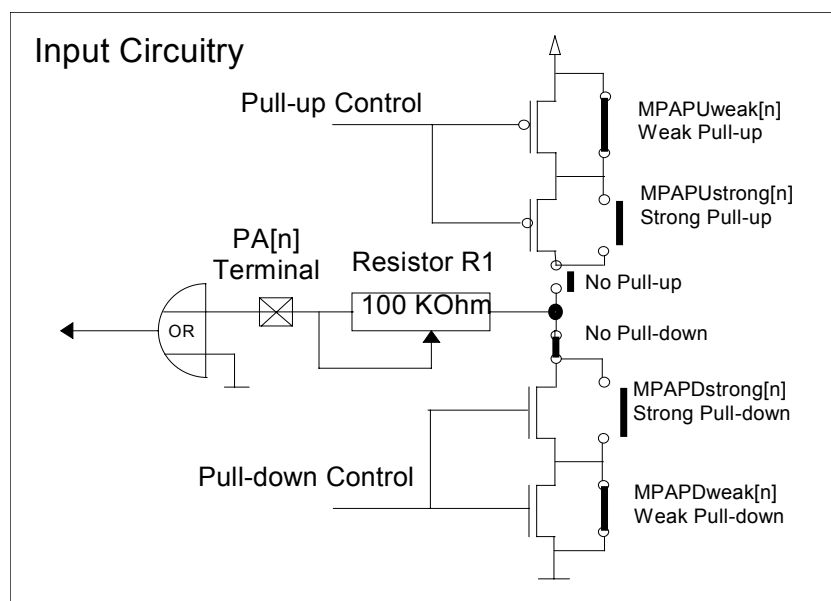 Input Circuitry
Pull-up Control
MPAPUweak[n]
Weak Pull-up
MPAPUstrong[n]
Strong Pull-up
PA[n]
Terminal
Resistor R1
No Pull-up
100 KOhm
OR
No Pull-down
MPAPDstrong[n]
Strong Pull-down
Pull-down Control
MPAPDweak[n]
Weak Pull-down